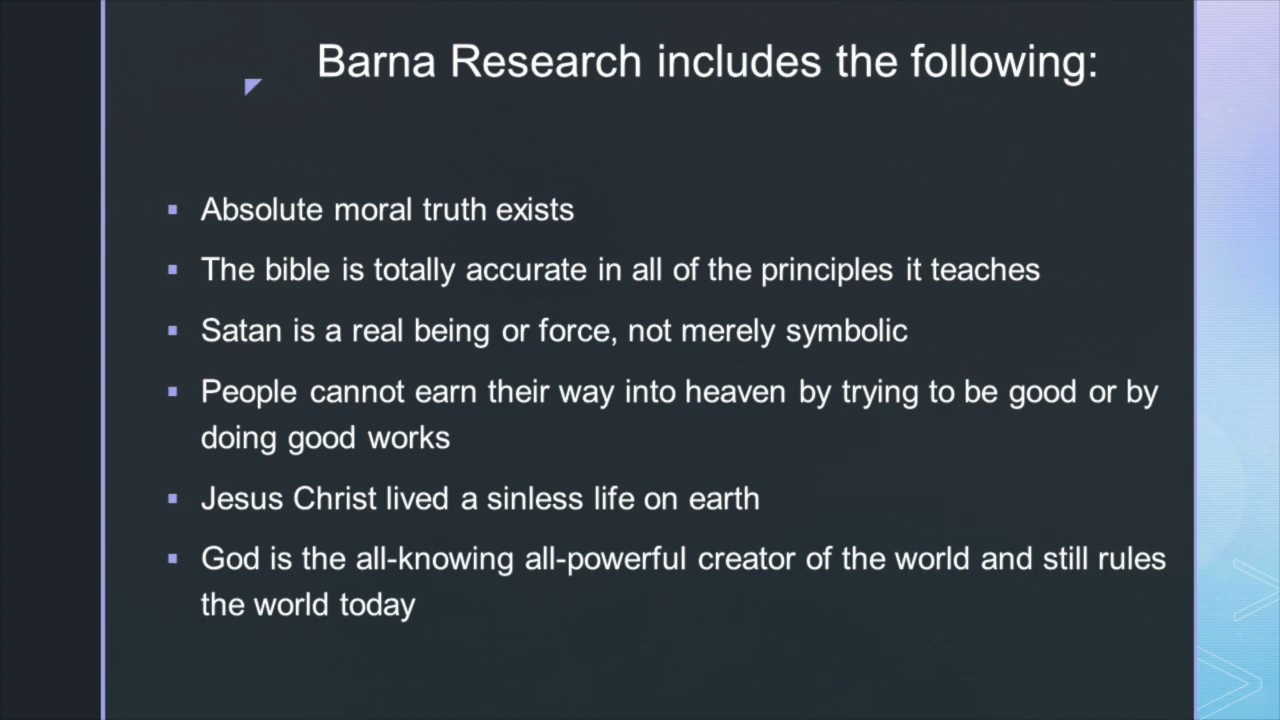 Barna Research includes the following:
Absolute moral truth exists
The bible is totally accurate in all of the principles it teaches
Satan is a real being or force, not merely symbolic
People cannot earn their way into heaven by trying to be good or by
doing good works
Jesus Christ lived a sinless life on earth
God is the all-knowing all-powerful creator of the world and still rules
the world today